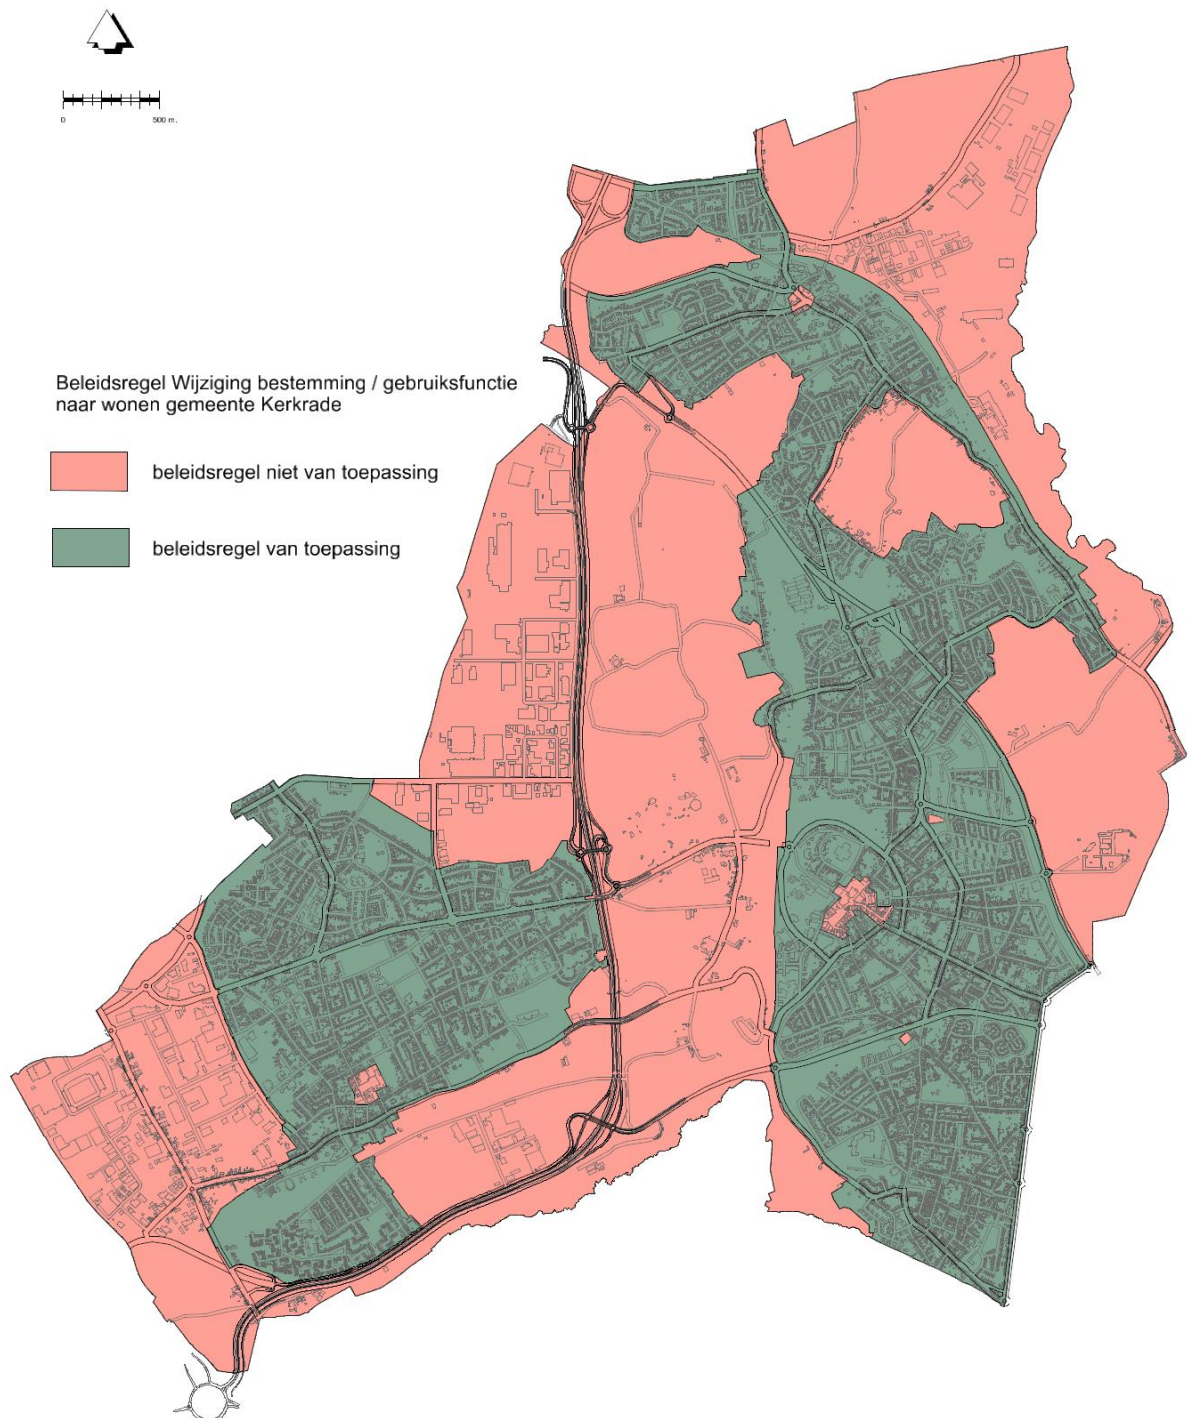 0 500 m.
Beleidsregel Wijziging bestemming / gebruiksfunctie
naar wonen gemeente Kerkrade
beleidsregel niet van toepassing
beleidsregel van toepassing